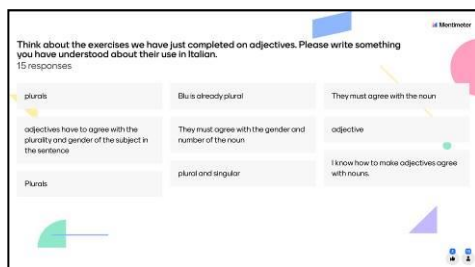 Mentimeter
Think about the exercises we have just completed on adjectives. Please write something
you have understood about their use in Italian.
15 responses
plurals
adjectives have to agree with the
plurality and gender of the subject in
the sentence
Plurals
Blu is already plural
They must agree with the gender and
number of the noun
plural and singular
They must agree with the noun
adjective
I know how to make adjectives agree
with nouns.